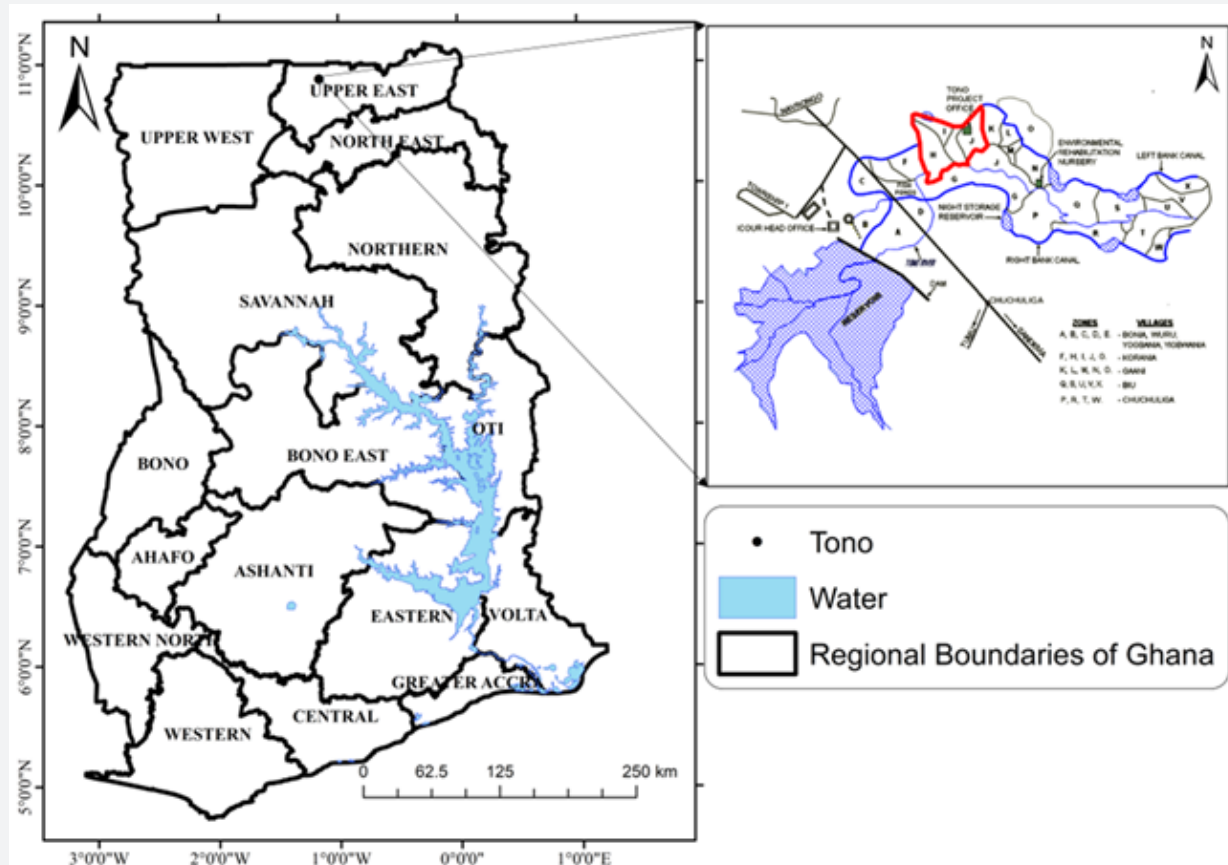 N
11°0'0"N
10°0'0"N
9°0'0"N
8°0'0"N
7°0'0"N
6°0'0"N
5°0'0"N
3°0'0"W
2°0'0"W
1°0'0"W
0°0'0"
1°0'0"E
UPPER EAST
UPPER WEST
NORTH EAST
NORTHERN
SAVANNAH
OTI
BONO
BONO EAST
AHAFO
ASHANTI
EASTERN
VOLTA
WESTERN NORT
GREATER ACCRA
CENTRAL
WESTERN
0 62.5 125 250 km
N
TONO
PROJECT
OFFICE
ENVIRONMENTAL
REHABILITATION
NURSERY
LEFT BANK CANAL
NIGHT STORAGE
RESERVOIR
ICOUR HEAD OFFICE
RIGHT BANK CANAL
DAM
RESERVOIR
CHUCHULIGA
I
J
K
L
O
H
F
C
G
J
N
D
B
A
P
S
U
V
X
R
T
W
ZONES VILLAGES
A, B, C, D, E. - BONIA, WURU,
YOGBANIA, YIGBWANIA
F, H, I, J, O. - KORANIA
K, L, M, N, O. - GAANI
Q, S, U, V, X. - BIU
P, R, T, W. - CHUCHULIGA
Tono
Water
Regional Boundaries of Ghana